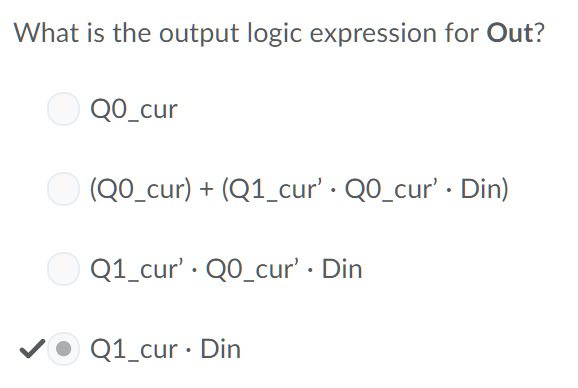 What is the output logic expression for Out?
Q0_cur
(Q0_cur) + (Q1_cur’ · Q0_cur’ · Din)
Q1_cur’ · Q0_cur’ · Din
Q1_cur · Din